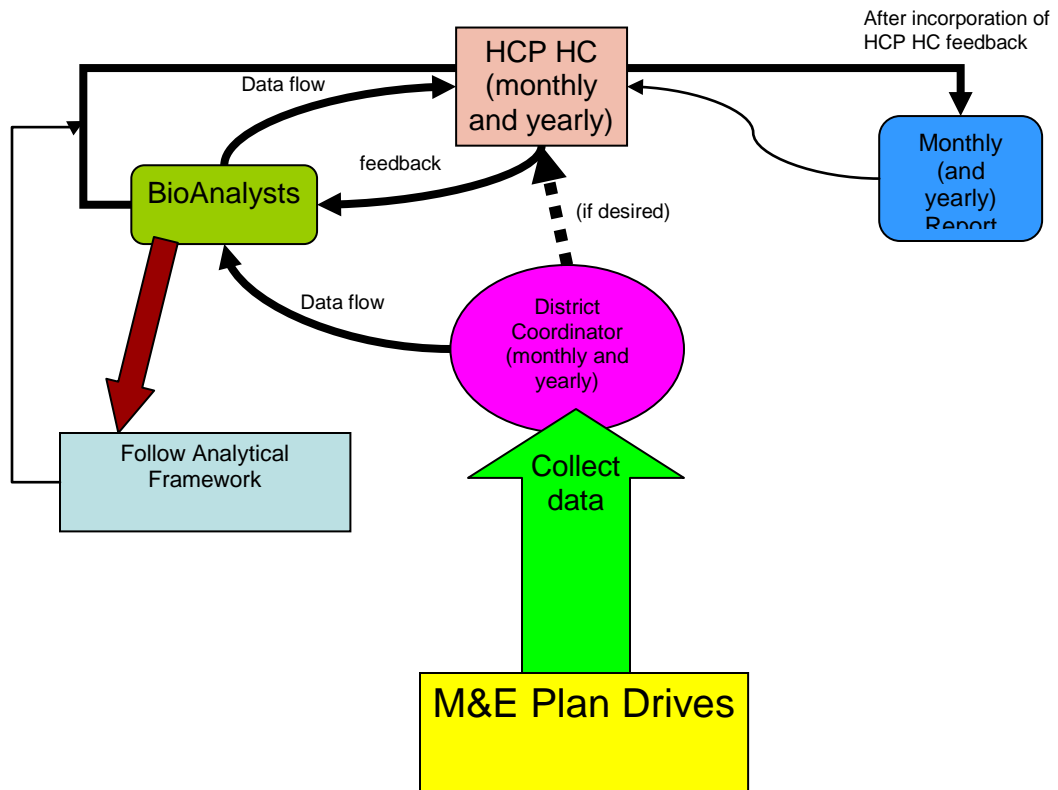 After incorporation of
HCP HC feedback
HCP HC
(monthly
and yearly)
Data flow
feedback
BioAnalysts
Monthly
(and
yearly)
Report
(if desired)
Data flow
District
Coordinator
(monthly and
yearly)
Follow Analytical
Framework
Collect
data
M&E Plan Drives